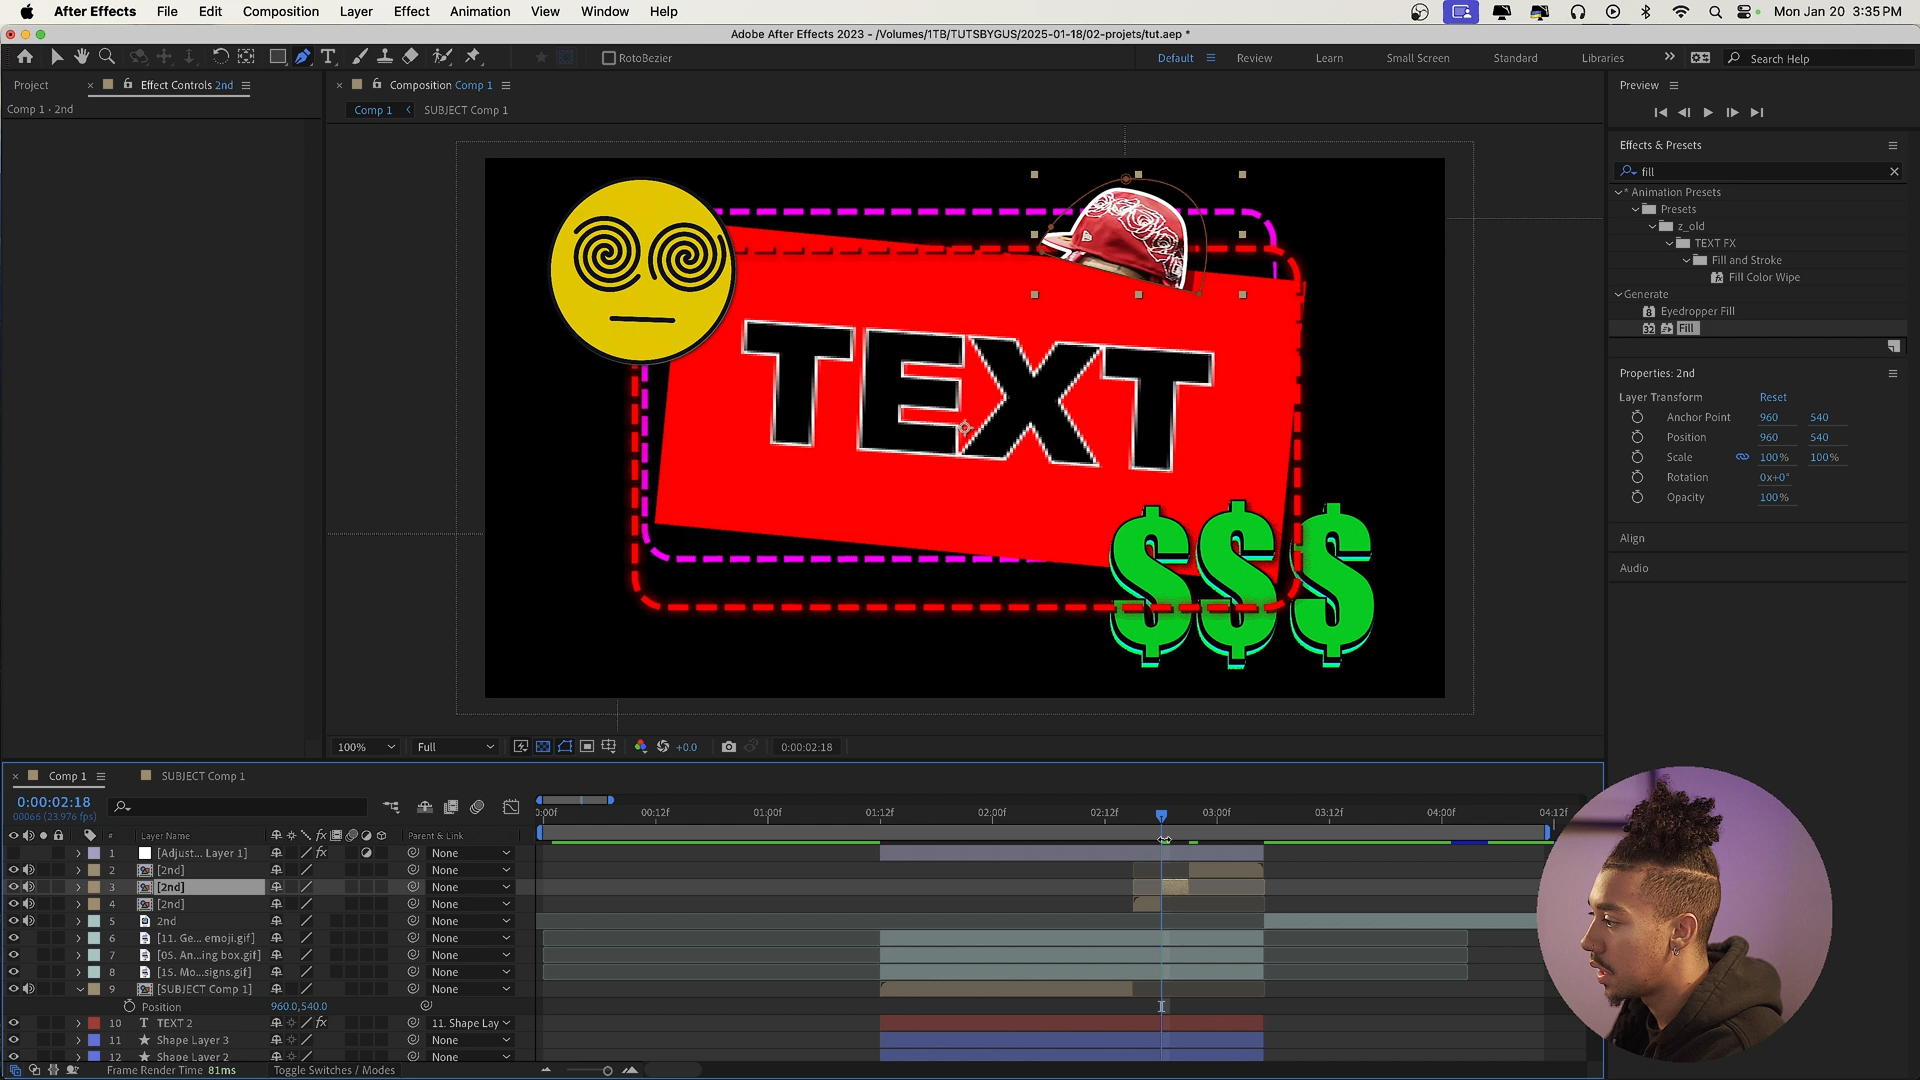 After Effects File Edit Composition Layer Effect Animation View Window Help
Mon Jan 20 3:35 PM
Adobe After Effects 2023 - /Volumes/1TB/TUTSBYGUS/2025-01-18/02-projets/tut.aep *
RotoBezier
Default Review Learn Small Screen Standard Libraries
Search Help
Project
Effect Controls 2nd
Comp 1 · 2nd
Composition Comp 1
Comp 1 SUBJECT Comp 1
TEXT
$$$
100% Full +0.0 0:00:02:18
Preview
Effects & Presets
fill
* Animation Presets
Presets
z_old
TEXT FX
Fill and Stroke
Fill Color Wipe
Generate
Eyedropper Fill
Fill
Properties: 2nd
Layer Transform Reset
Anchor Point 960 540
Position 960 540
Scale 100% 100%
Rotation 0x+0°
Opacity 100%
Align
Audio
Comp 1 SUBJECT Comp 1
0:00:02:18
00066 (23.976 fps)
:00f 00:12f 01:00f 01:12f 02:00f 02:12f 03:00f 03:12f 04:00f 04:12f
# Layer Name fx Parent & Link
1 [Adjust... Layer 1] fx None
2 [2nd] None
3 [2nd] None
4 [2nd] None
5 2nd None
6 [11. Ge... emoji.gif] None
7 [05. An...ing box.gif] None
8 [15. Mo...signs.gif] None
9 [SUBJECT Comp 1] None
Position 960.0,540.0
10 T TEXT 2 fx 11. Shape Lay
11 Shape Layer 3 None
12 Shape Layer 2 None
Frame Render Time 81ms Toggle Switches / Modes